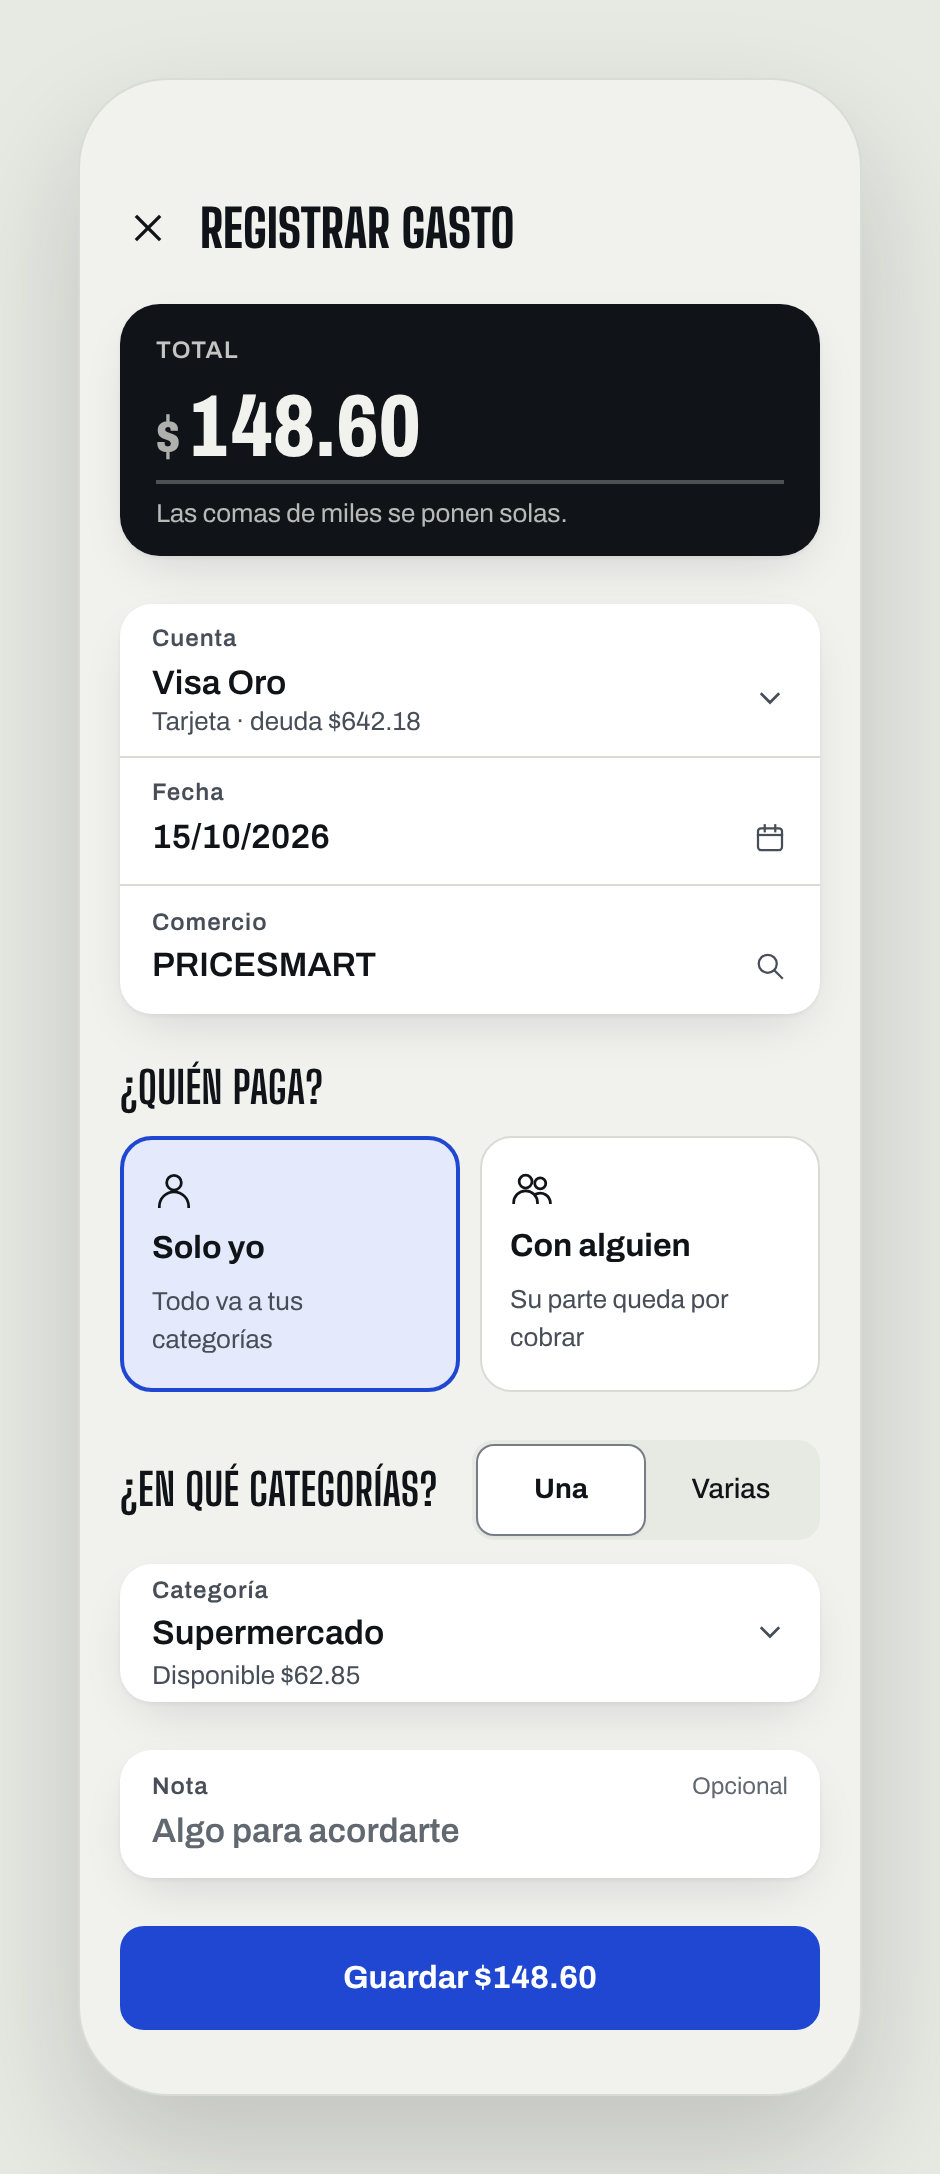 REGISTRAR GASTO
TOTAL
$ 148.60
Las comas de miles se ponen solas.
Cuenta
Visa Oro
Tarjeta · deuda $642.18
Fecha
15/10/2026
Comercio
PRICESMART
¿QUIÉN PAGA?
Solo yo
Todo va a tus
categorías
Con alguien
Su parte queda por
cobrar
¿EN QUÉ CATEGORÍAS?
Una
Varias
Categoría
Supermercado
Disponible $62.85
Nota
Opcional
Algo para acordarte
Guardar $148.60